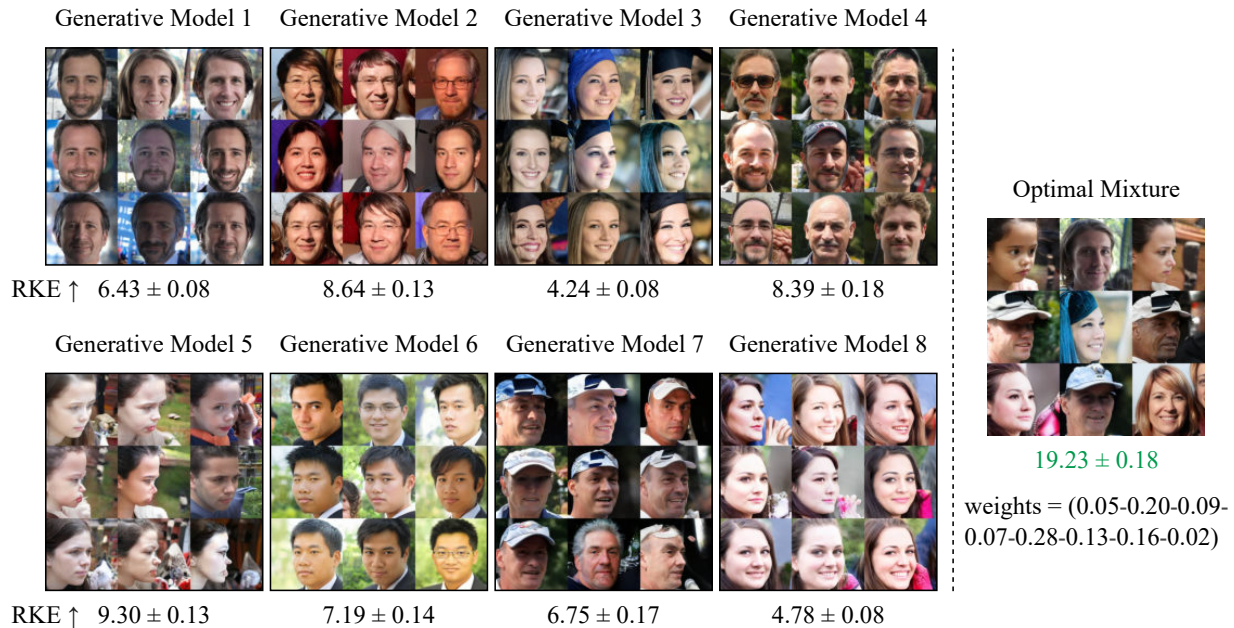 Generative Model 1 Generative Model 2 Generative Model 3 Generative Model 4
RKE ↑ 6.43 ± 0.08 8.64 ± 0.13 4.24 ± 0.08 8.39 ± 0.18
Generative Model 5 Generative Model 6 Generative Model 7 Generative Model 8
RKE ↑ 9.30 ± 0.13 7.19 ± 0.14 6.75 ± 0.17 4.78 ± 0.08
Optimal Mixture
19.23 ± 0.18
weights = (0.05-0.20-0.09-
0.07-0.28-0.13-0.16-0.02)